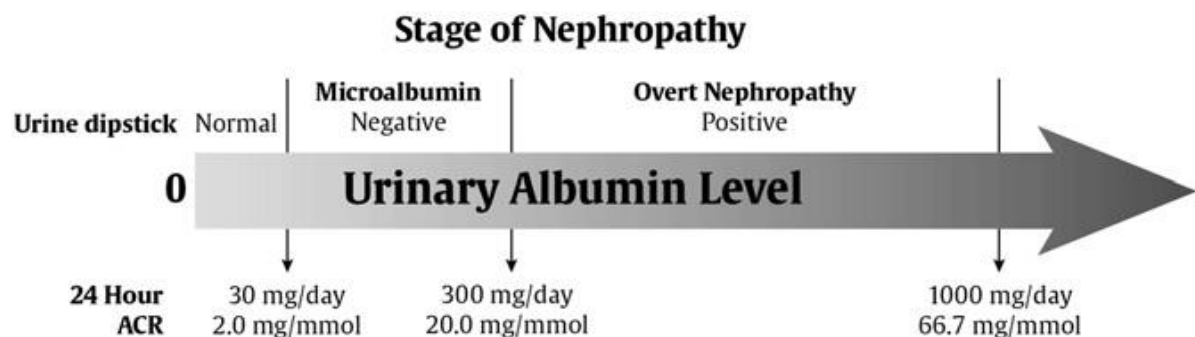 Stage of Nephropathy
Microalbumin
Overt Nephropathy
Urine dipstick Normal Negative Positive
0 Urinary Albumin Level
24 Hour 30 mg/day 300 mg/day 1000 mg/day
ACR 2.0 mg/mmol 20.0 mg/mmol 66.7 mg/mmol